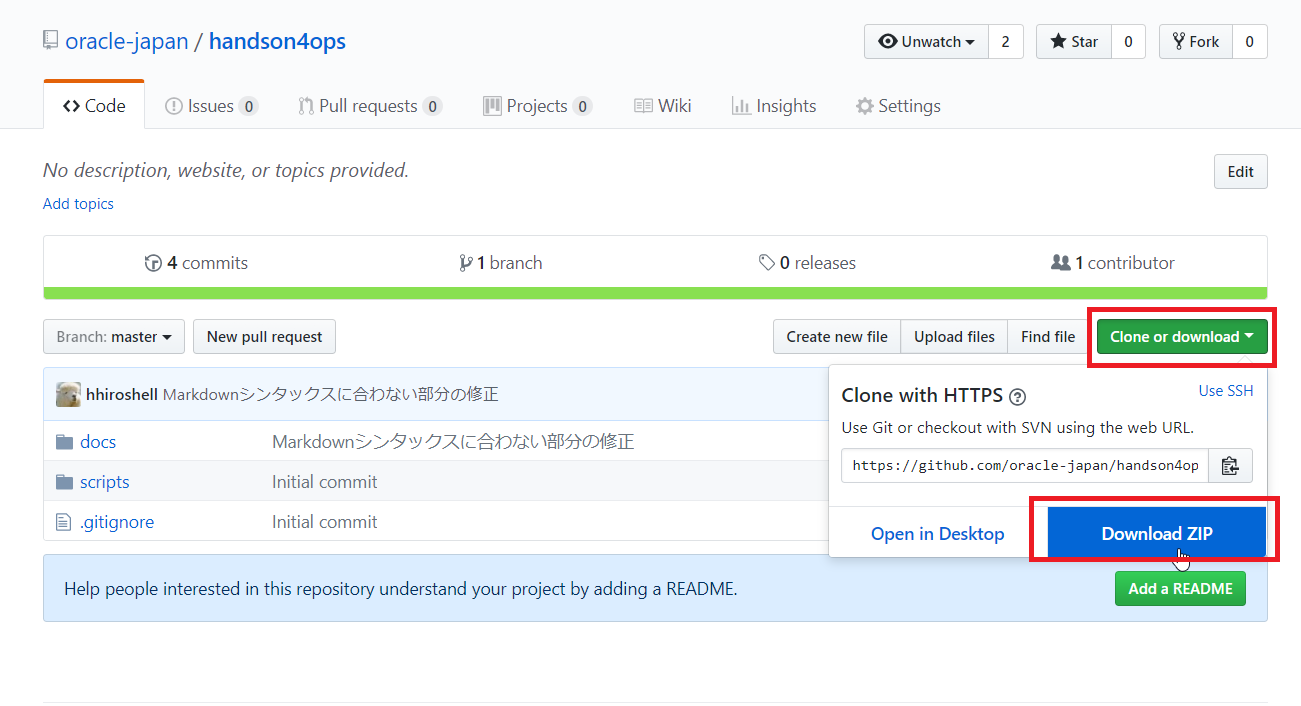 oracle-japan / handson4ops
Unwatch 2 Star 0 Fork 0
Code Issues 0 Pull requests 0 Projects 0 Wiki Insights Settings
No description, website, or topics provided.
Edit
Add topics
4 commits 1 branch 0 releases 1 contributor
Branch: master New pull request Create new file Upload files Find file Clone or download
hhiroshell Markdownシンタックスに合わない部分の修正
docs Markdownシンタックスに合わない部分の修正
scripts Initial commit
.gitignore Initial commit
Clone with HTTPS ?
Use SSH
Use Git or checkout with SVN using the web URL.
https://github.com/oracle-japan/handson4op
Open in Desktop Download ZIP
Help people interested in this repository understand your project by adding a README.
Add a README